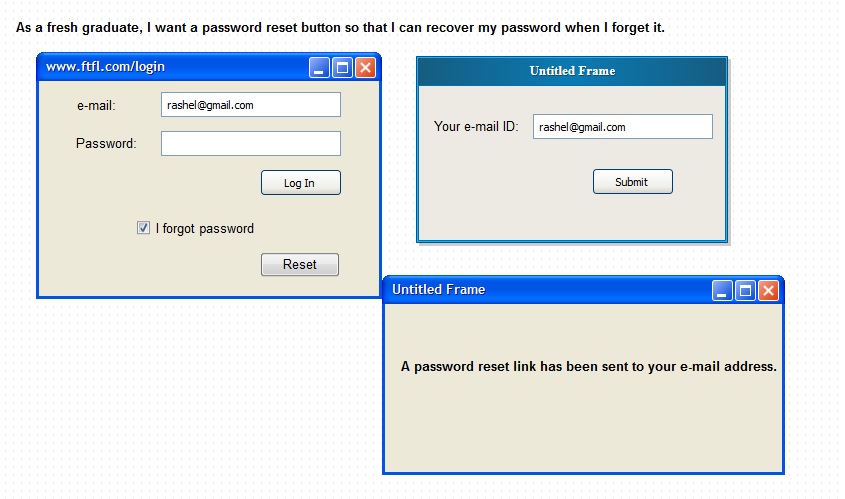 As a fresh graduate, I want a password reset button so that I can recover my password when I forget it.
www.ftfl.com/login
e-mail: rashel@gmail.com
Password:
Log In
I forgot password
Reset
Untitled Frame
Your e-mail ID: rashel@gmail.com
Submit
Untitled Frame
A password reset link has been sent to your e-mail address.